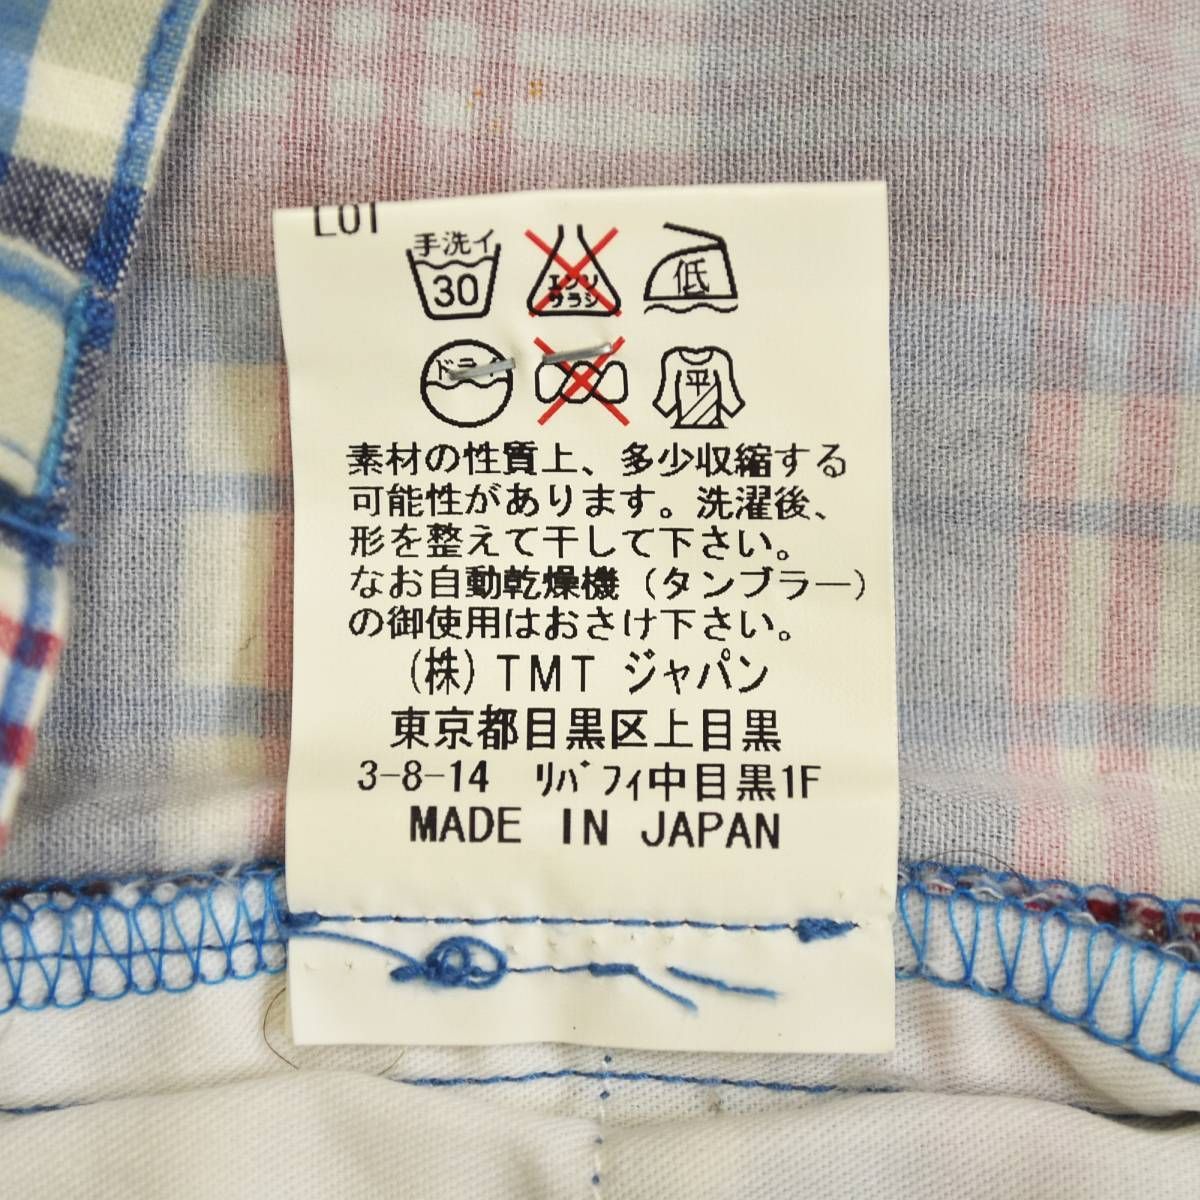 LOT
手洗イ
30
エンソ
サラシ
低
ドライ
平
素材の性質上、多少収縮する
可能性があります。洗濯後、
形を整えて干して下さい。
なお自動乾燥機（タンブラー）
の御使用はおさけ下さい。
(株)TMT ジャパン
東京都目黒区上目黒
3-8-14 ﾘﾊﾞﾌｨ中目黒1F
MADE IN JAPAN